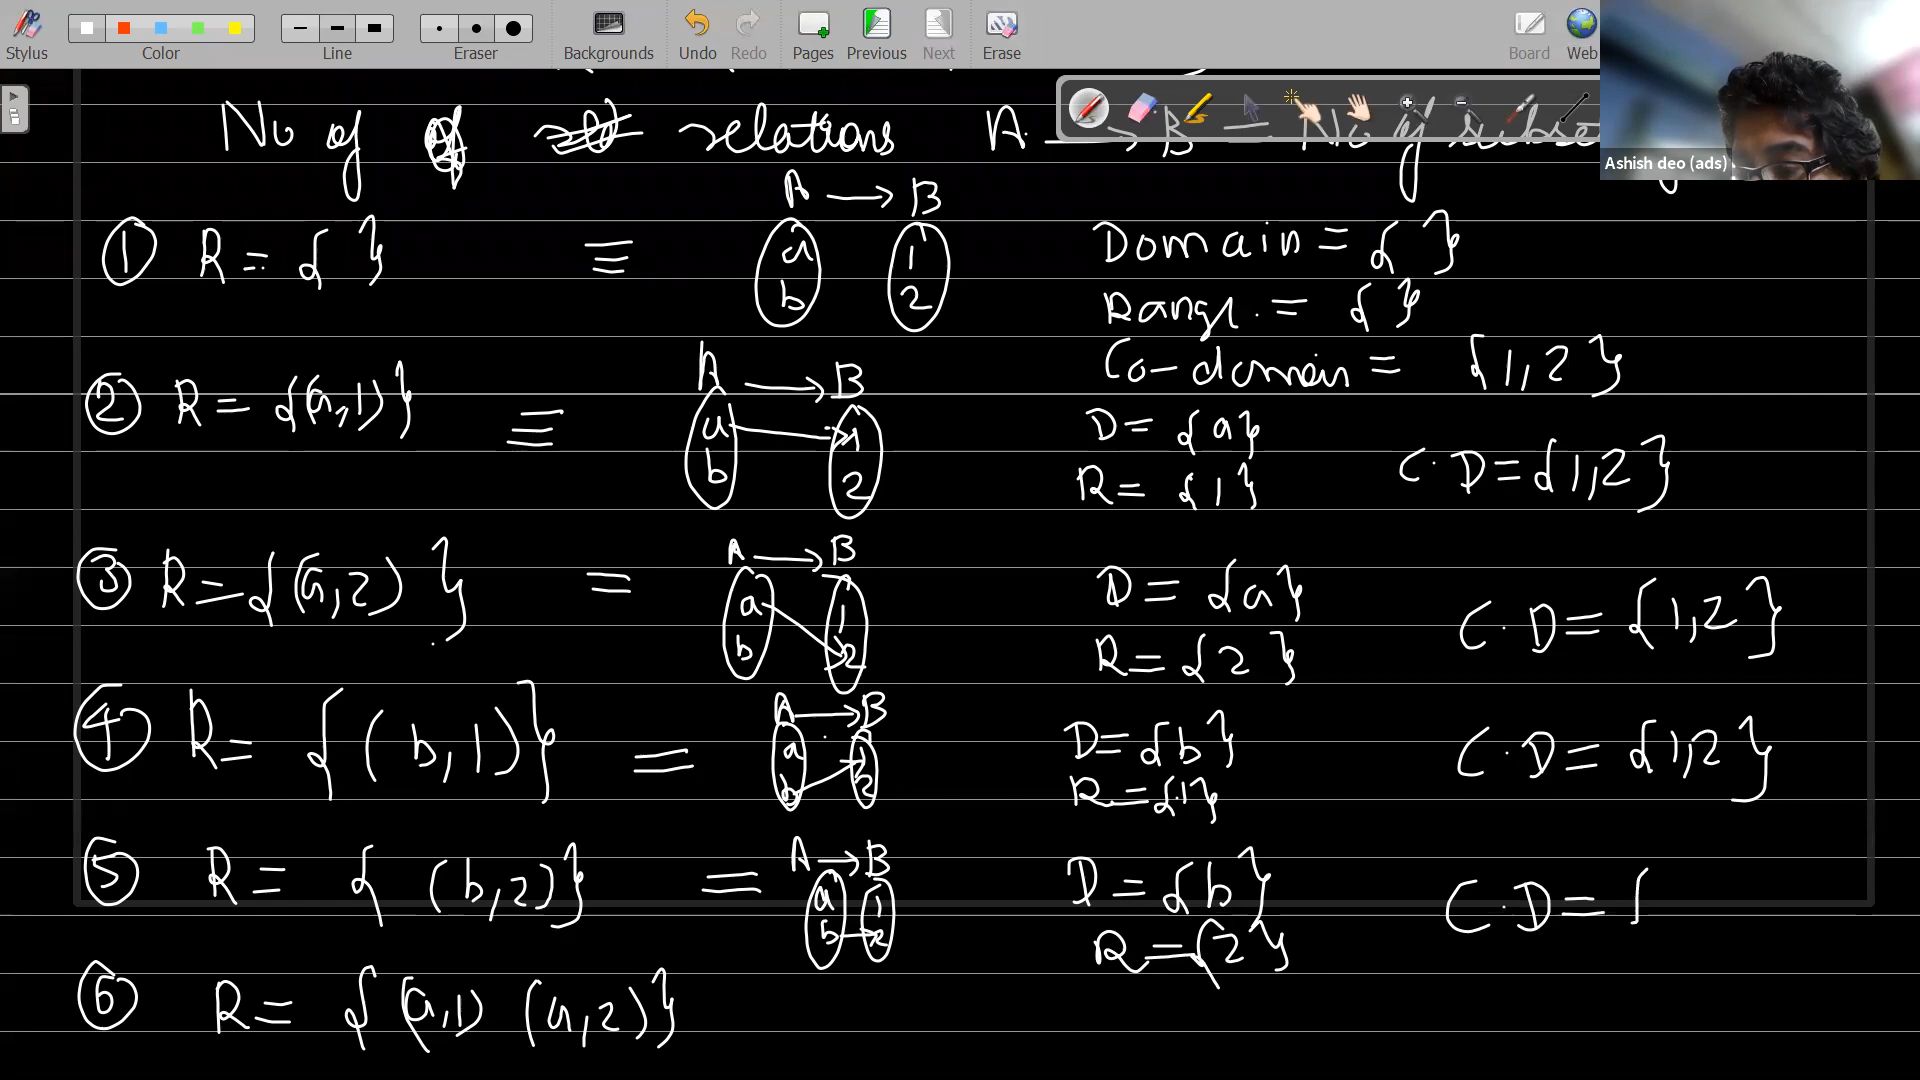 Stylus Color Line Eraser Backgrounds Undo Redo Pages Previous Next Erase Board Web
No of relations A → B = No of subse
Ashish deo (ads)
① R = { } ≡ A → B a b 1 2 Domain = { }
Range = { }
Co-domain = {1,2}
② R = {(a,1)} ≡ A → B a b 1 2 D = {a}
R = {1} C.D = {1,2}
③ R = {(a,2)} = A → B a b 1 2 D = {a}
R = {2} C.D = {1,2}
④ R = {(b,1)} = A → B a b 1 2 D = {b}
R = {1} C.D = {1,2}
⑤ R = {(b,2)} = A → B a b 1 2 D = {b}
R = {2} C.D = {
⑥ R = {(a,1) (a,2)}